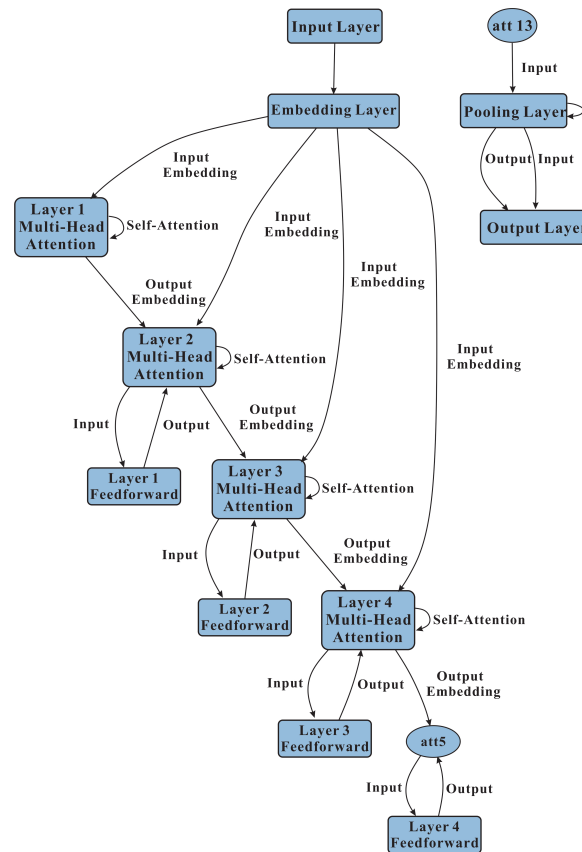 Input Layer
att 13
Input
Embedding Layer
Pooling Layer
Input
Embedding
Output
Input
Layer 1
Multi-Head
Attention
Self-Attention
Input
Embedding
Output Layer
Input
Embedding
Output
Embedding
Layer 2
Multi-Head
Attention
Self-Attention
Input
Embedding
Input
Output
Output
Embedding
Layer 1
Feedforward
Layer 3
Multi-Head
Attention
Self-Attention
Input
Output
Output
Embedding
Layer 2
Feedforward
Layer 4
Multi-Head
Attention
Self-Attention
Input
Output
Output
Embedding
Layer 3
Feedforward
att5
Input
Output
Layer 4
Feedforward